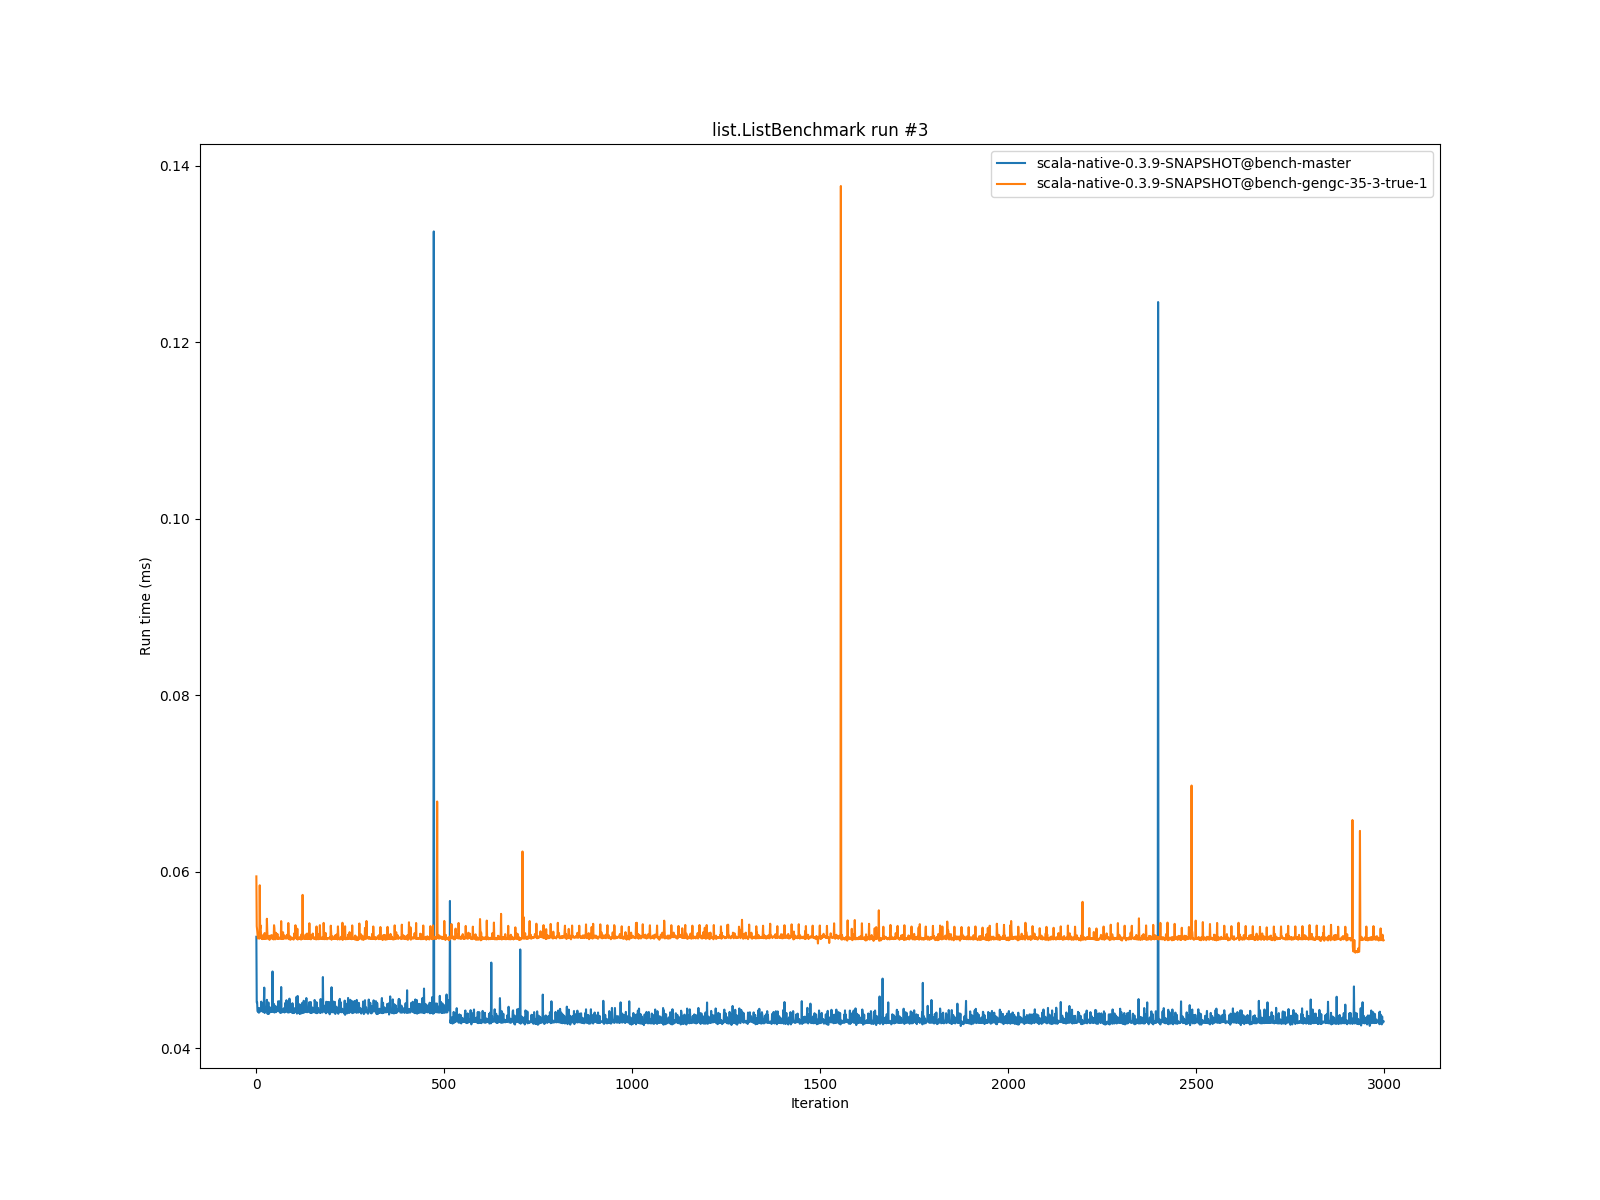 list.ListBenchmark run #3
scala-native-0.3.9-SNAPSHOT@bench-master
scala-native-0.3.9-SNAPSHOT@bench-gengc-35-3-true-1
0.14
0.12
0.10
0.08
0.06
0.04
Run time (ms)
0
500
1000
1500
2000
2500
3000
Iteration